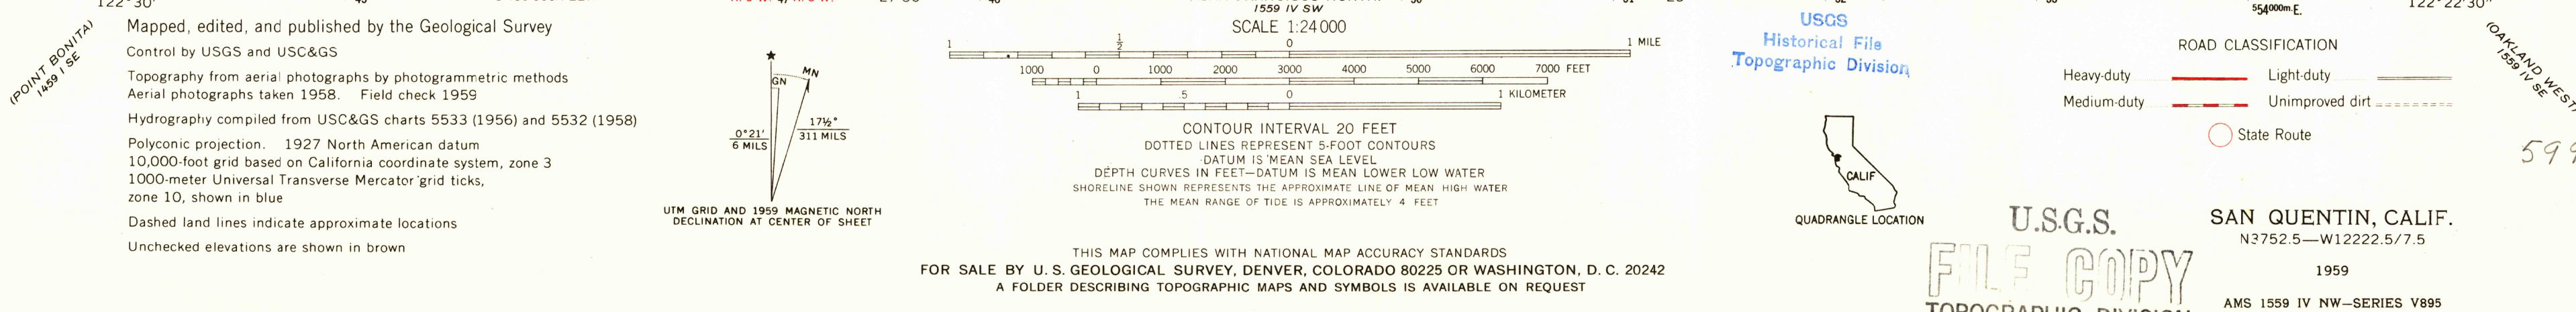 122°30'
1559 IV SW
554000m.E.
122°22'30"
(POINT BONITA)
1459 I SE
Mapped, edited, and published by the Geological Survey
Control by USGS and USC&GS
Topography from aerial photographs by photogrammetric methods
Aerial photographs taken 1958. Field check 1959
Hydrography compiled from USC&GS charts 5533 (1956) and 5532 (1958)
Polyconic projection. 1927 North American datum
10,000-foot grid based on California coordinate system, zone 3
1000-meter Universal Transverse Mercator grid ticks,
zone 10, shown in blue
Dashed land lines indicate approximate locations
Unchecked elevations are shown in brown
GN
MN
0°21'
6 MILS
17½°
311 MILS
UTM GRID AND 1959 MAGNETIC NORTH
DECLINATION AT CENTER OF SHEET
SCALE 1:24 000
1 ½ 0 1 MILE
1000 0 1000 2000 3000 4000 5000 6000 7000 FEET
1 .5 0 1 KILOMETER
CONTOUR INTERVAL 20 FEET
DOTTED LINES REPRESENT 5-FOOT CONTOURS
DATUM IS MEAN SEA LEVEL
DEPTH CURVES IN FEET—DATUM IS MEAN LOWER LOW WATER
SHORELINE SHOWN REPRESENTS THE APPROXIMATE LINE OF MEAN HIGH WATER
THE MEAN RANGE OF TIDE IS APPROXIMATELY 4 FEET
THIS MAP COMPLIES WITH NATIONAL MAP ACCURACY STANDARDS
FOR SALE BY U. S. GEOLOGICAL SURVEY, DENVER, COLORADO 80225 OR WASHINGTON, D. C. 20242
A FOLDER DESCRIBING TOPOGRAPHIC MAPS AND SYMBOLS IS AVAILABLE ON REQUEST
USGS
Historical File
Topographic Division
CALIF
QUADRANGLE LOCATION
ROAD CLASSIFICATION
Heavy-duty Light-duty
Medium-duty Unimproved dirt
State Route
(OAKLAND WEST)
1559 IV SE
599
U.S.G.S.
FILE COPY
TOPOGRAPHIC DIVISION
SAN QUENTIN, CALIF.
N3752.5—W12222.5/7.5
1959
AMS 1559 IV NW—SERIES V895